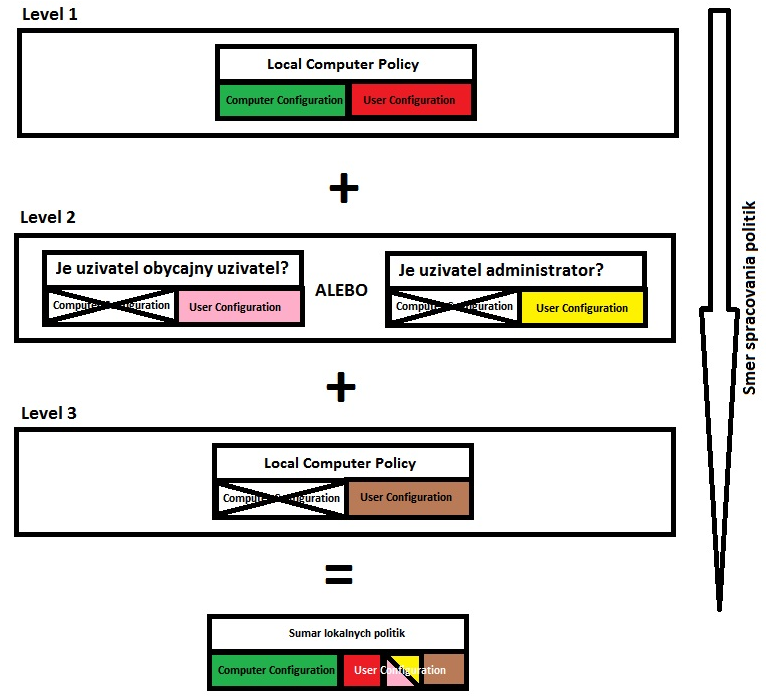 Level 1
Local Computer Policy
Computer Configuration User Configuration
+
Level 2
Je uzivatel obycajny uzivatel?
Computer Configuration User Configuration
ALEBO
Je uzivatel administrator?
Computer Configuration User Configuration
+
Level 3
Local Computer Policy
Computer Configuration User Configuration
=
Sumar lokalnych politik
Computer Configuration User Configuration
Smer spracovania politik